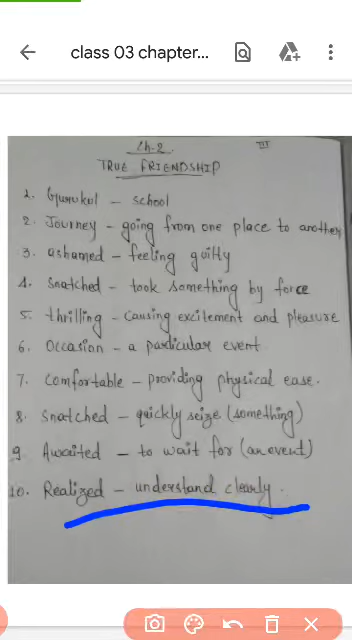 class 03 chapter...
Ch-2
III
TRUE FRIENDSHIP
1. Gurukul – school
2. Journey – going from one place to another
3. ashamed – feeling guilty
4. Snatched – took something by force
5. thrilling – causing excitement and pleasure
6. Occasion – a particular event
7. Comfortable – providing physical ease.
8. Snatched – quickly seize (something)
9. Awaited – to wait for (an event)
10. Realized – understand clearly.